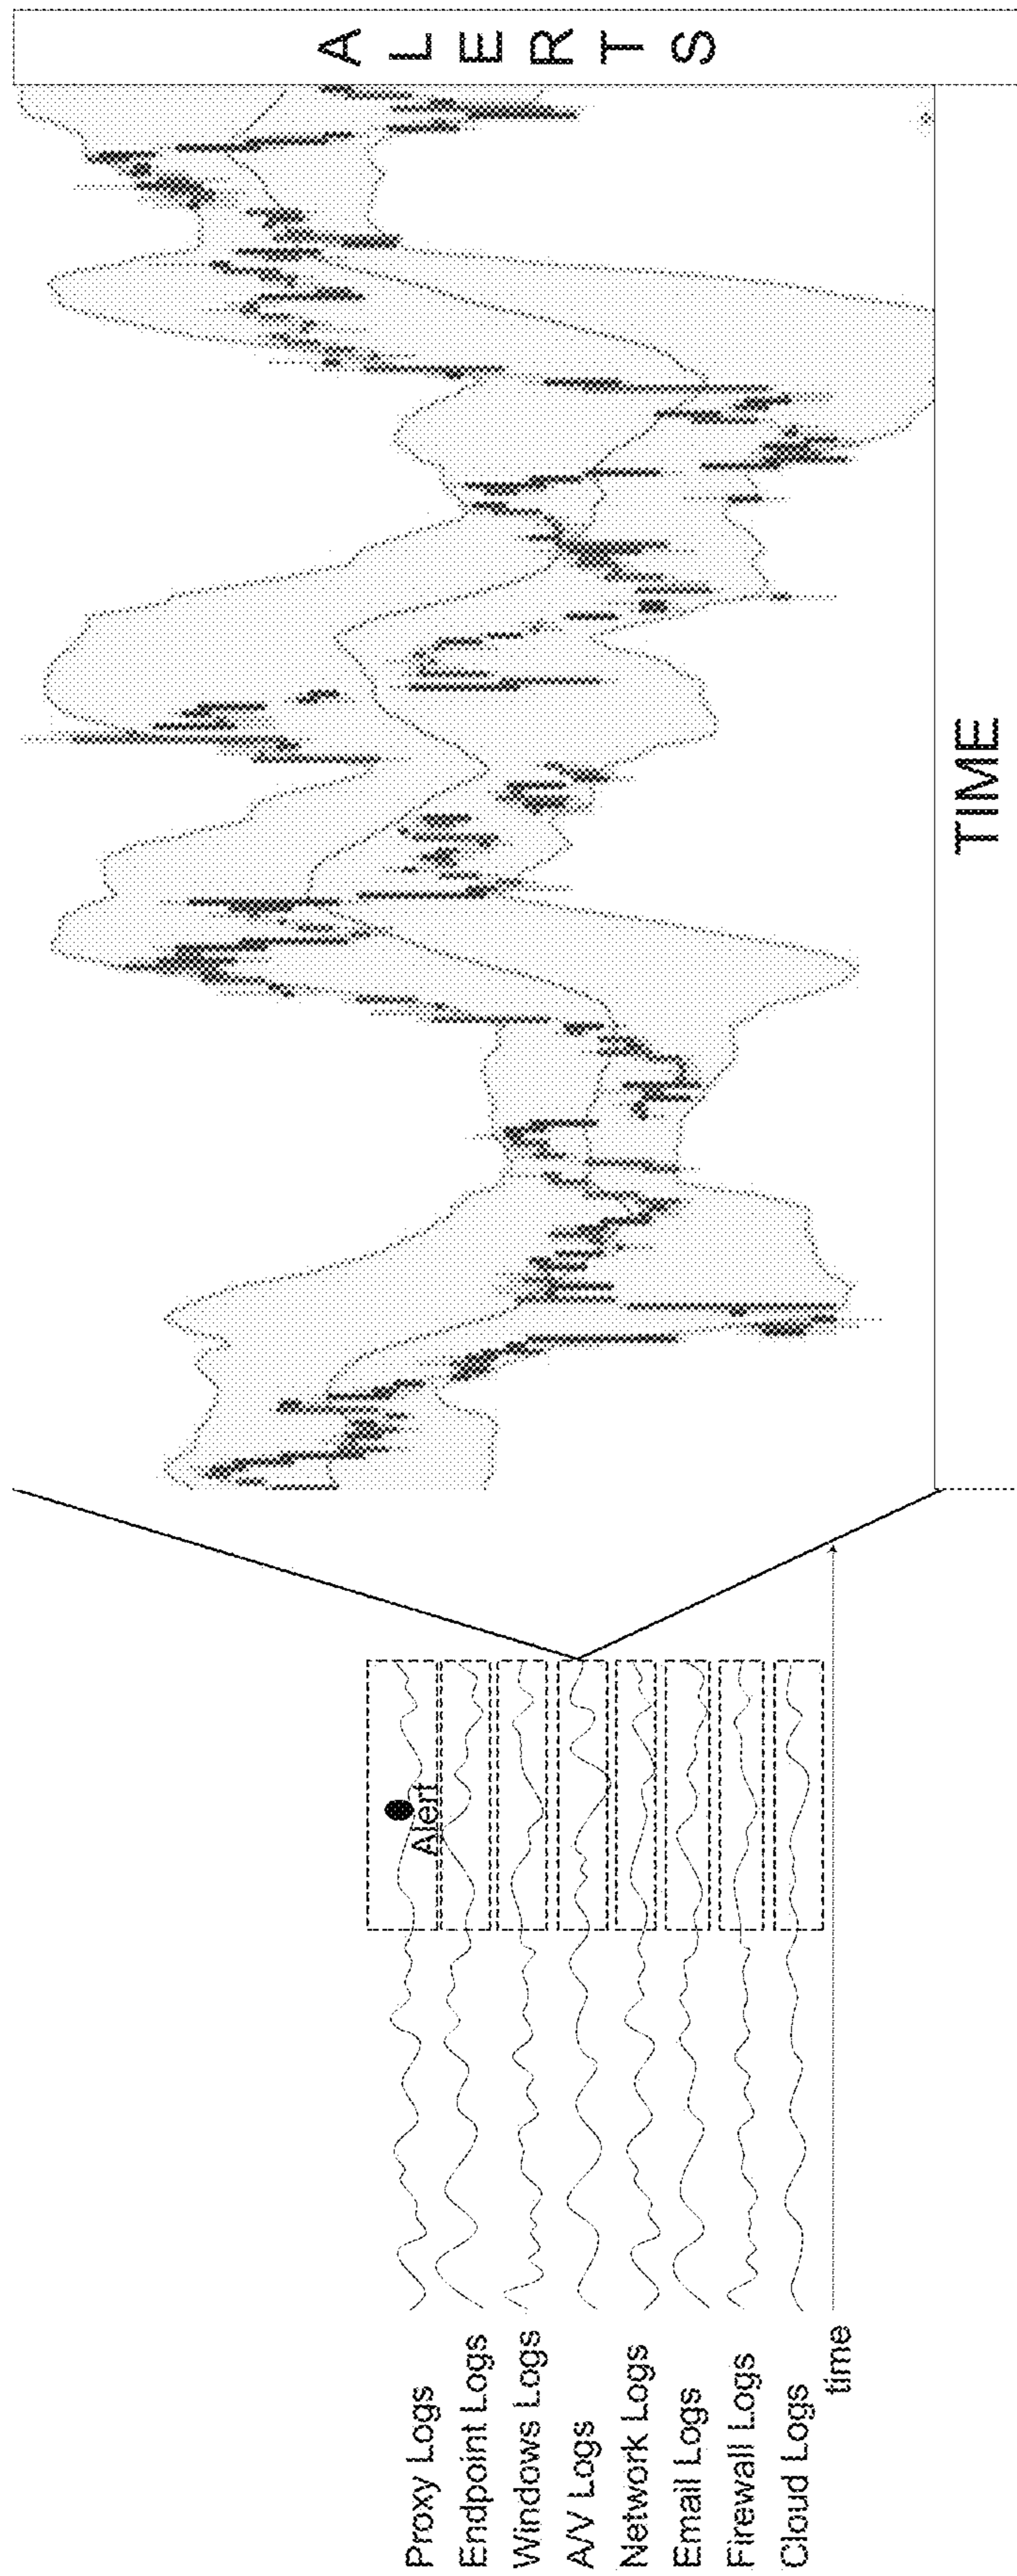 Proxy Logs
Endpoint Logs
Windows Logs
A/V Logs
Network Logs
Email Logs
Firewall Logs
Cloud Logs
time
Alert
TIME
ALERTS